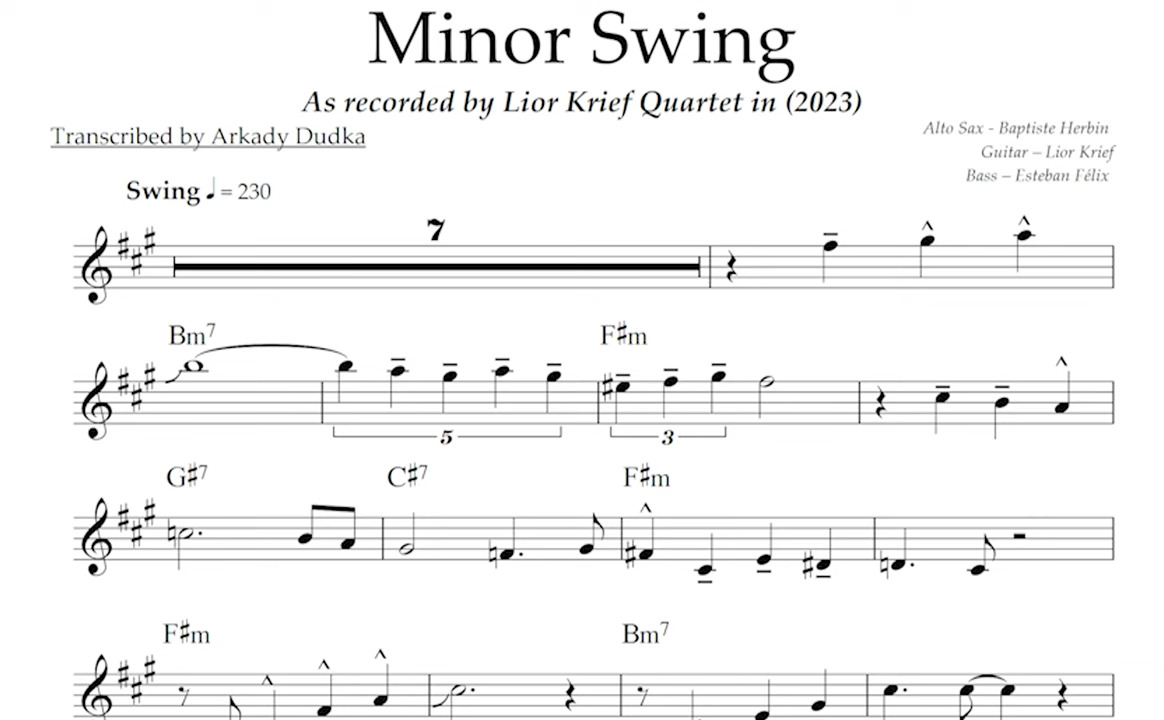 Minor Swing
As recorded by Lior Krief Quartet in (2023)
Transcribed by Arkady Dudka
Alto Sax - Baptiste Herbin
Guitar – Lior Krief
Bass – Esteban Félix
Swing ♩ = 230
7
Bm7 F#m
5 3
G#7 C#7 F#m
F#m Bm7